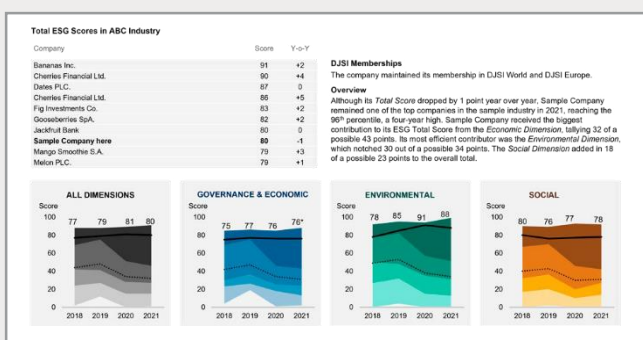 Total ESG Scores in ABC Industry
Company Score Y-o-Y
Bananas Inc. 91 +2
Cherries Financial Ltd. 90 +4
Dates PLC. 87 0
Cherries Financial Ltd. 86 +5
Fig Investments Co. 83 +2
Gooseberries SpA. 82 +2
Jackfruit Bank 80 0
Sample Company here 80 -1
Mango Smoothie S.A. 79 +3
Melon PLC. 79 +1
DJSI Memberships
The company maintained its membership in DJSI World and DJSI Europe.
Overview
Although its Total Score dropped by 1 point year over year, Sample Company
remained one of the top companies in the sample industry in 2021, reaching the
96th percentile, a four-year high. Sample Company received the biggest
contribution to its ESG Total Score from the Economic Dimension, tallying 32 of a
possible 43 points. Its most efficient contributor was the Environmental Dimension,
which notched 30 out of a possible 34 points. The Social Dimension added in 18
of a possible 23 points to the overall total.
ALL DIMENSIONS
Score
77 79 81 80
100
80
60
40
20
0
2018 2019 2020 2021
GOVERNANCE & ECONOMIC
Score
75 77 76 76*
100
80
60
40
20
0
2018 2019 2020 2021
ENVIRONMENTAL
Score
78 85 91 88
100
80
60
40
20
0
2018 2019 2020 2021
SOCIAL
Score
80 76 77 78
100
80
60
40
20
0
2018 2019 2020 2021